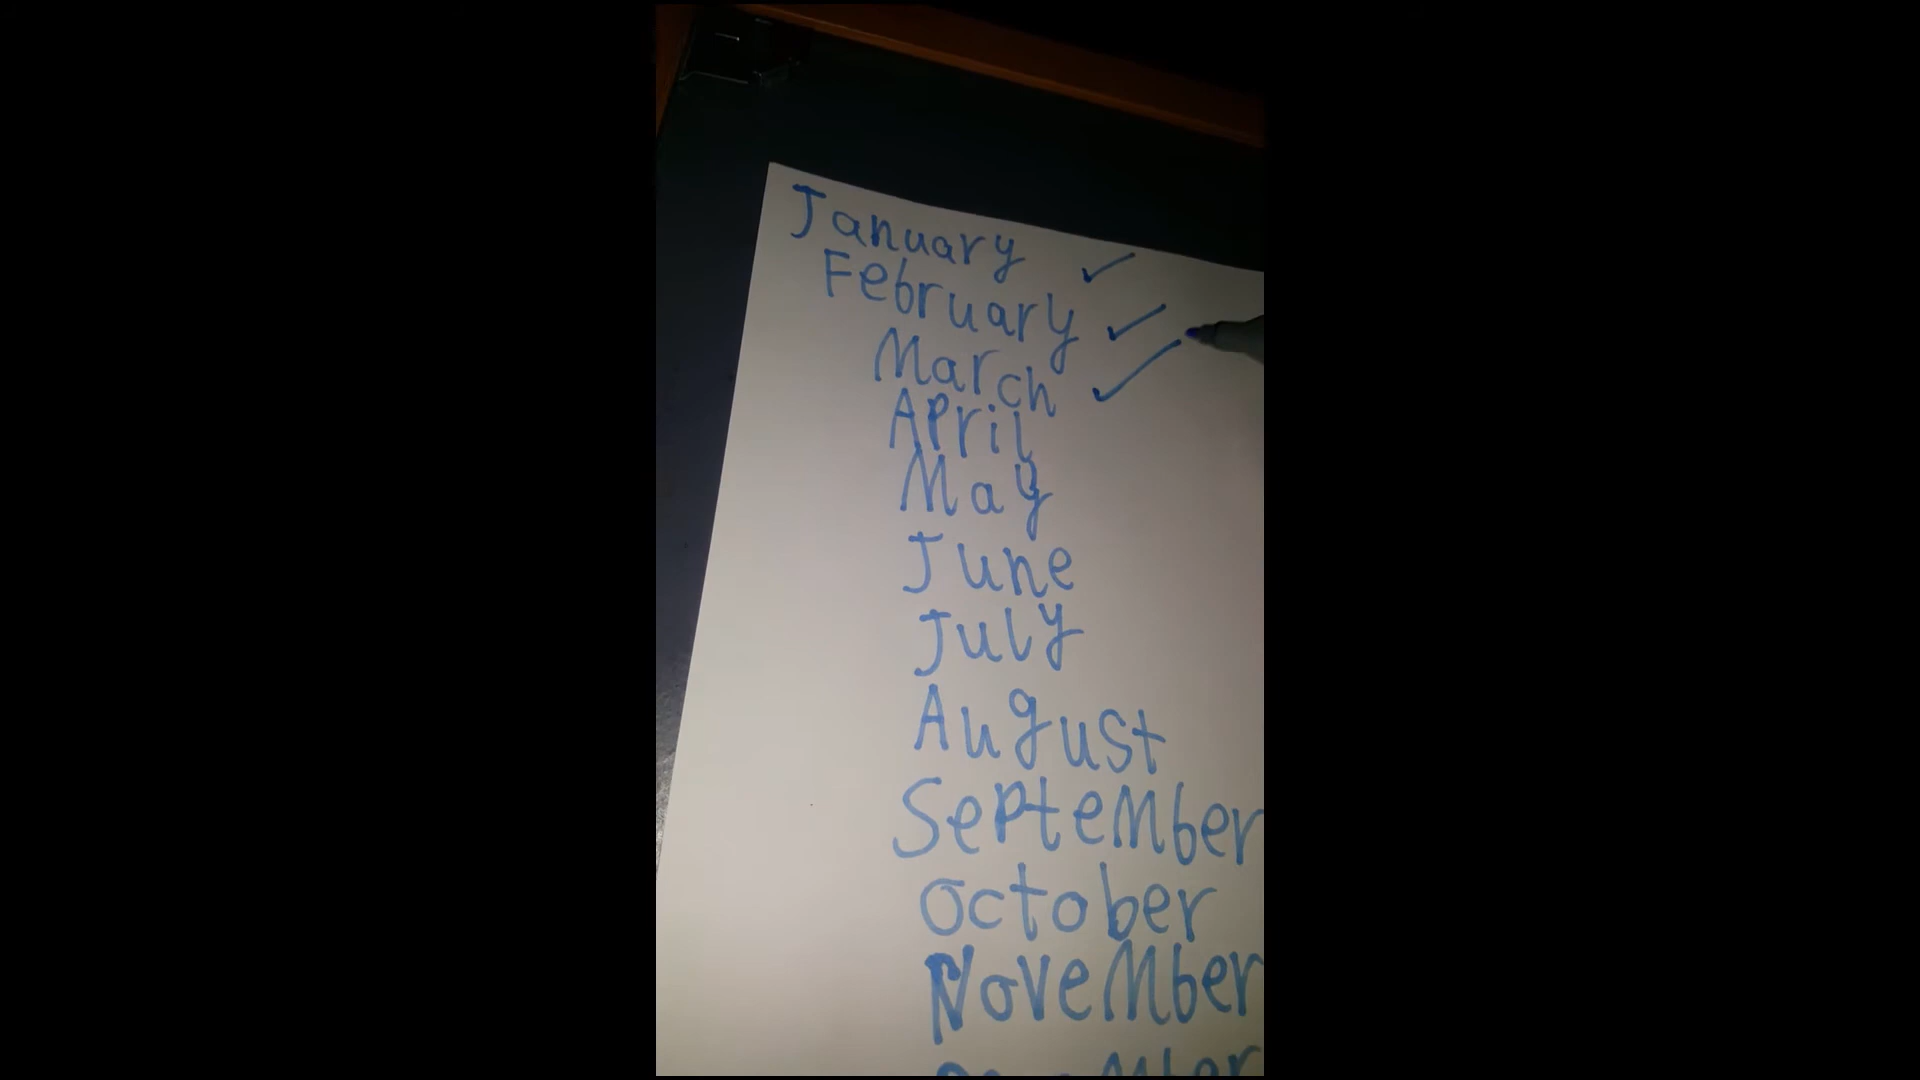 January ✓
February ✓
March ✓
April
May
June
July
August
September
October
November